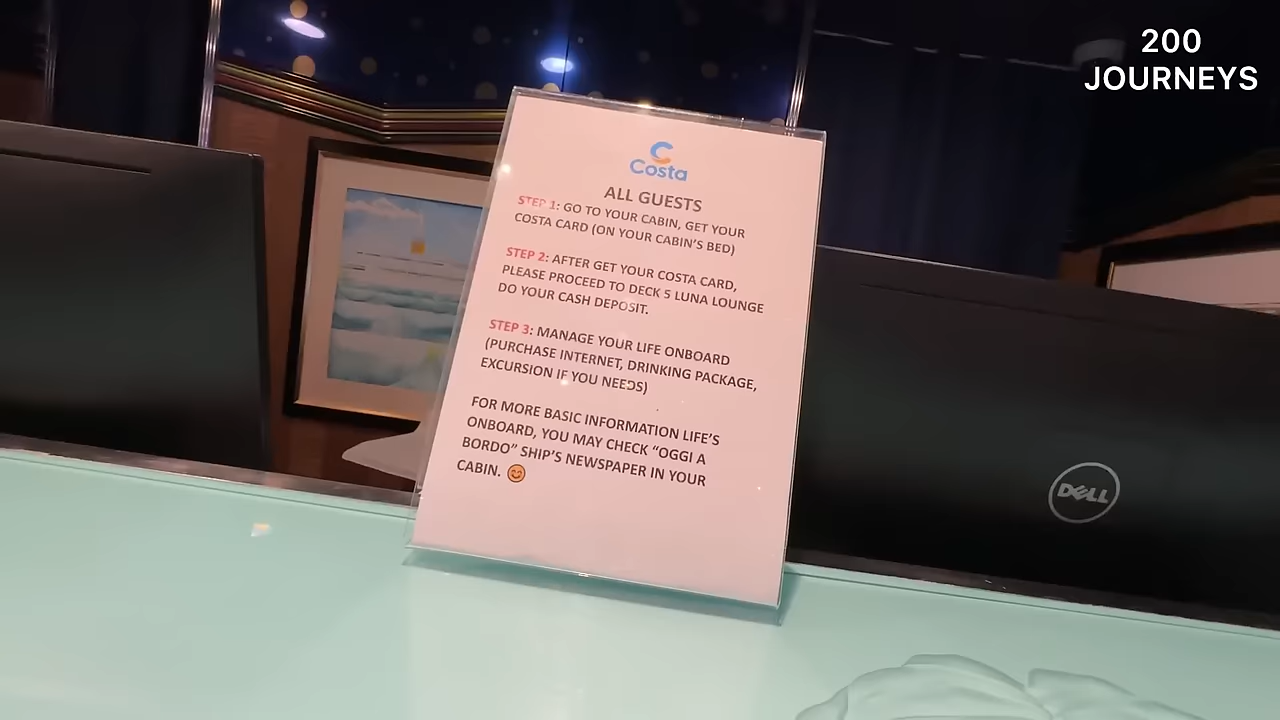 200
JOURNEYS
Costa
ALL GUESTS
STEP 1: GO TO YOUR CABIN, GET YOUR
COSTA CARD (ON YOUR CABIN'S BED)
STEP 2: AFTER GET YOUR COSTA CARD,
PLEASE PROCEED TO DECK 5 LUNA LOUNGE
DO YOUR CASH DEPOSIT.
STEP 3: MANAGE YOUR LIFE ONBOARD
(PURCHASE INTERNET, DRINKING PACKAGE,
EXCURSION IF YOU NEEDS)
FOR MORE BASIC INFORMATION LIFE'S
ONBOARD, YOU MAY CHECK "OGGI A
BORDO" SHIP'S NEWSPAPER IN YOUR
CABIN. 😊
DELL